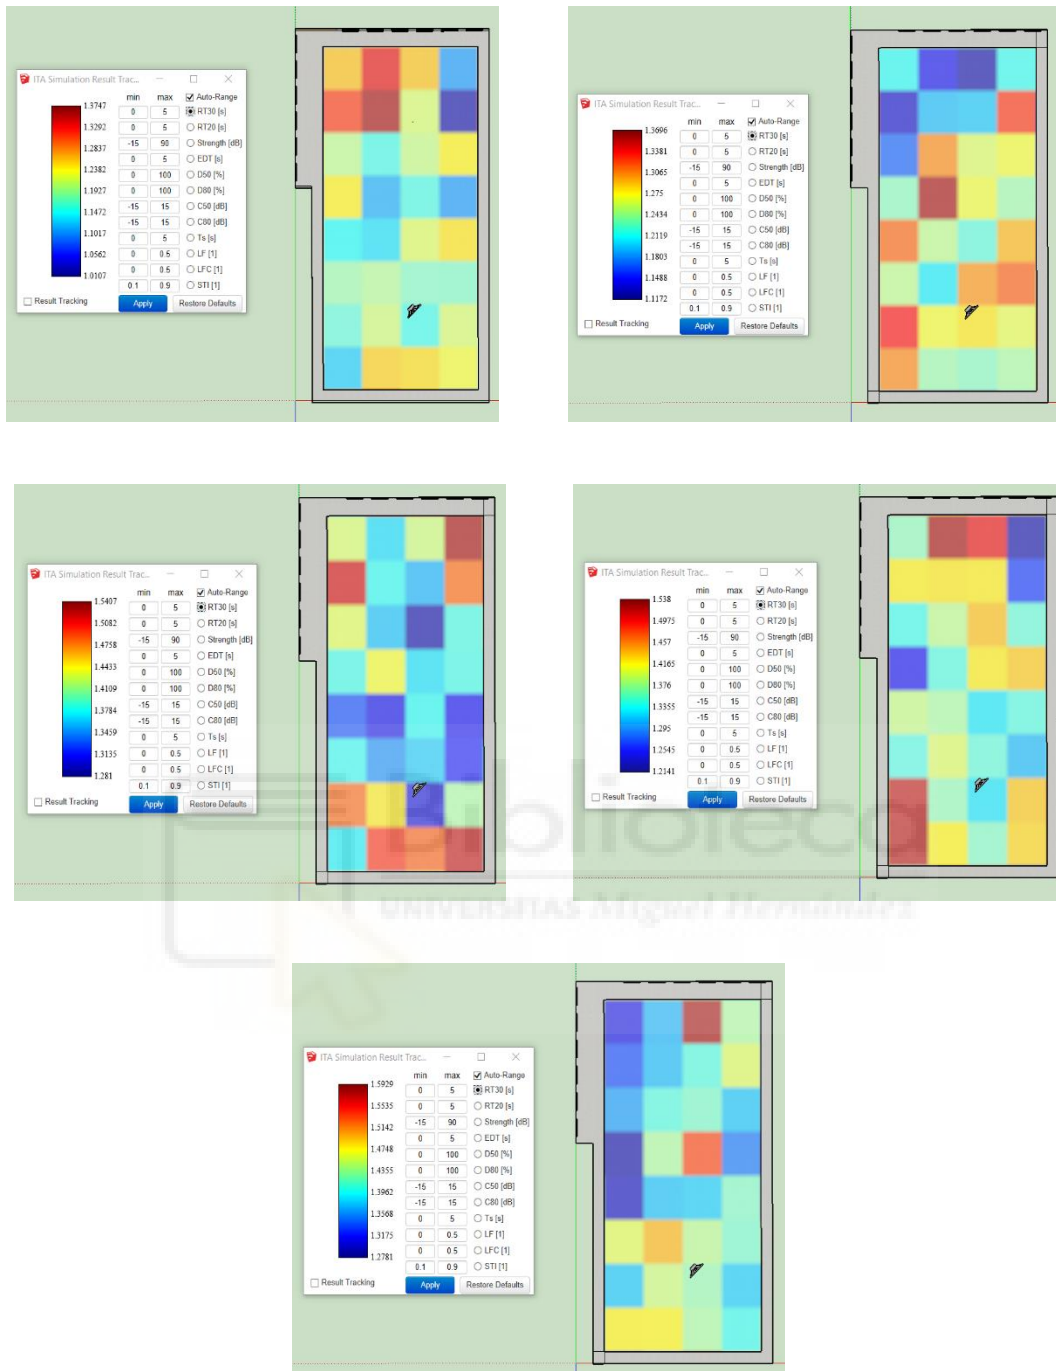 ITA Simulation Result Trac...
min max Auto-Range
1.3747 0 5 RT30 [s]
1.3292 0 5 RT20 [s]
-15 90 Strength [dB]
1.2837 0 5 EDT [s]
1.2382 0 100 D50 [%]
1.1927 0 100 D80 [%]
1.1472 -15 15 C50 [dB]
-15 15 C80 [dB]
1.1017 0 5 Ts [s]
1.0562 0 0.5 LF [1]
1.0107 0 0.5 LFC [1]
0.1 0.9 STI [1]
Result Tracking Apply Restore Defaults
ITA Simulation Result Trac...
min max Auto-Range
1.3696 0 5 RT30 [s]
1.3381 0 5 RT20 [s]
1.3065 -15 90 Strength [dB]
0 5 EDT [s]
1.275 0 100 D50 [%]
1.2434 0 100 D80 [%]
1.2119 -15 15 C50 [dB]
-15 15 C80 [dB]
1.1803 0 5 Ts [s]
1.1488 0 0.5 LF [1]
1.1172 0 0.5 LFC [1]
0.1 0.9 STI [1]
Result Tracking Apply Restore Defaults
ITA Simulation Result Trac...
min max Auto-Range
1.5407 0 5 RT30 [s]
1.5082 0 5 RT20 [s]
1.4758 -15 90 Strength [dB]
0 5 EDT [s]
1.4433 0 100 D50 [%]
1.4109 0 100 D80 [%]
1.3784 -15 15 C50 [dB]
1.3459 -15 15 C80 [dB]
0 5 Ts [s]
1.3135 0 0.5 LF [1]
1.281 0 0.5 LFC [1]
0.1 0.9 STI [1]
Result Tracking Apply Restore Defaults
ITA Simulation Result Trac...
min max Auto-Range
1.538 0 5 RT30 [s]
1.4975 0 5 RT20 [s]
1.457 -15 90 Strength [dB]
1.4165 0 5 EDT [s]
0 100 D50 [%]
1.376 0 100 D80 [%]
1.3355 -15 15 C50 [dB]
1.295 -15 15 C80 [dB]
0 5 Ts [s]
1.2545 0 0.5 LF [1]
1.2141 0 0.5 LFC [1]
0.1 0.9 STI [1]
Result Tracking Apply Restore Defaults
Biblioteca
UNIVERSITAS Miguel Hernández
ITA Simulation Result Trac...
min max Auto-Range
1.5929 0 5 RT30 [s]
1.5535 0 5 RT20 [s]
1.5142 -15 90 Strength [dB]
0 5 EDT [s]
1.4748 0 100 D50 [%]
1.4355 0 100 D80 [%]
1.3962 -15 15 C50 [dB]
1.3568 -15 15 C80 [dB]
0 5 Ts [s]
1.3175 0 0.5 LF [1]
1.2781 0 0.5 LFC [1]
0.1 0.9 STI [1]
Result Tracking Apply Restore Defaults